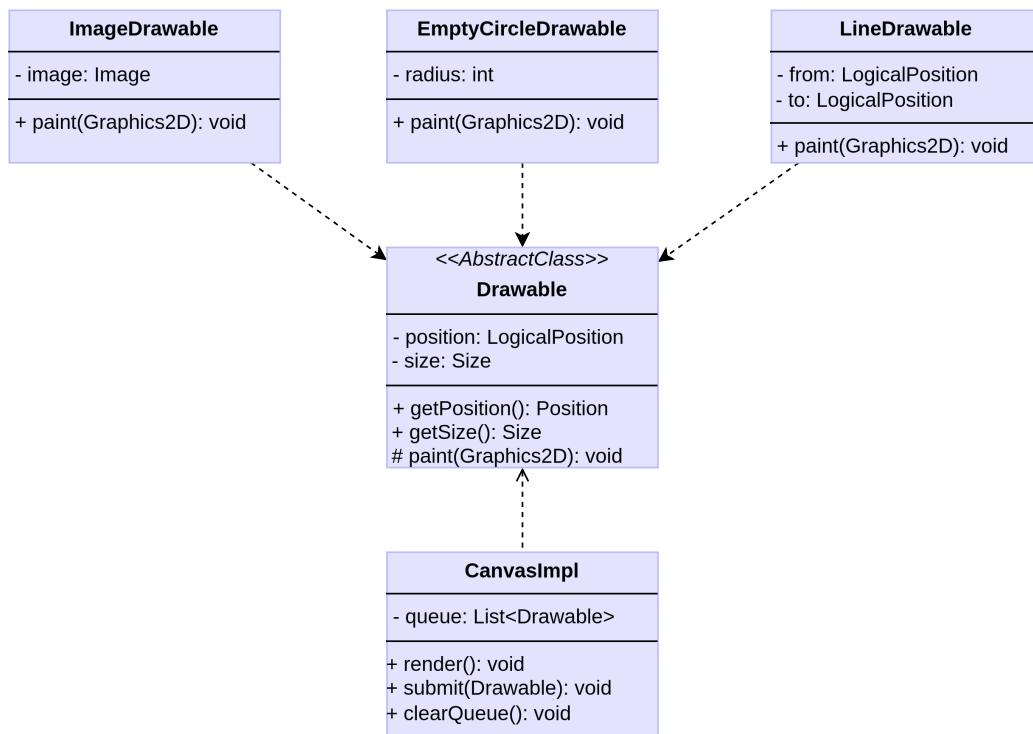 ImageDrawable
- image: Image
+ paint(Graphics2D): void
EmptyCircleDrawable
- radius: int
+ paint(Graphics2D): void
LineDrawable
- from: LogicalPosition
- to: LogicalPosition
+ paint(Graphics2D): void
<<AbstractClass>>
Drawable
- position: LogicalPosition
- size: Size
+ getPosition(): Position
+ getSize(): Size
# paint(Graphics2D): void
CanvasImpl
- queue: List<Drawable>
+ render(): void
+ submit(Drawable): void
+ clearQueue(): void